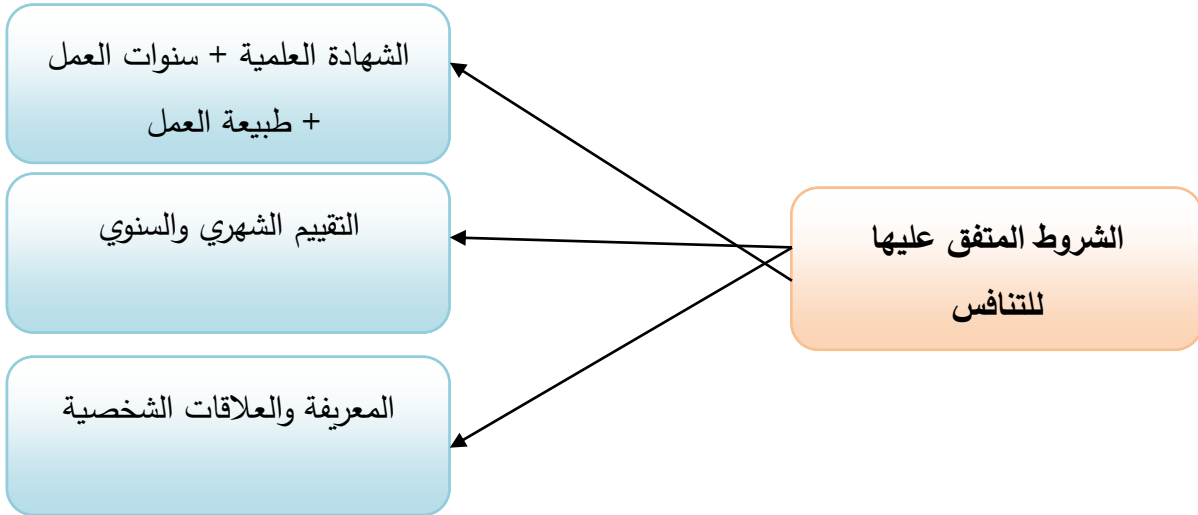 الشروط المتفق عليها
للتنافس
الشهادة العلمية + سنوات العمل
+ طبيعة العمل
التقييم الشهري والسنوي
المعريفة والعلاقات الشخصية